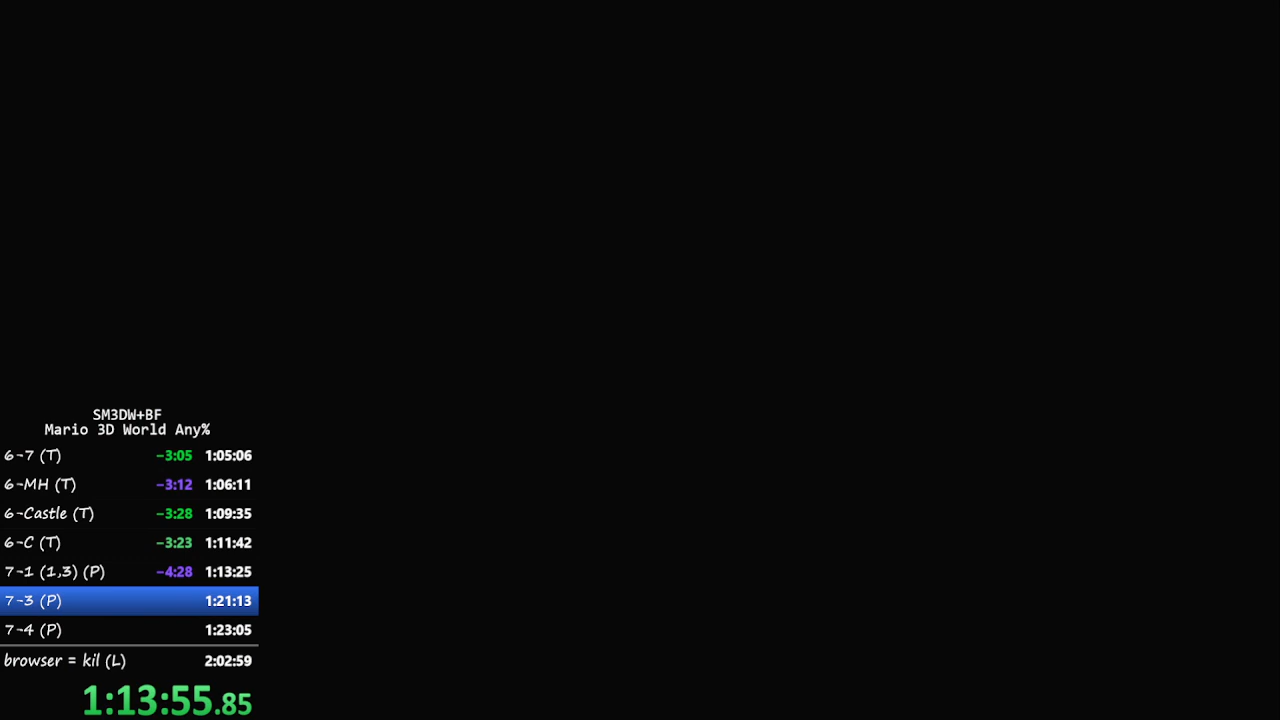 SM3DW+BF
Mario 3D World Any%
6-7 (T) -3:05 1:05:06
6-MH (T) -3:12 1:06:11
6-Castle (T) -3:28 1:09:35
6-C (T) -3:23 1:11:42
7-1 (1,3) (P) -4:28 1:13:25
7-3 (P) 1:21:13
7-4 (P) 1:23:05
browser = kil (L) 2:02:59
1:13:55.85